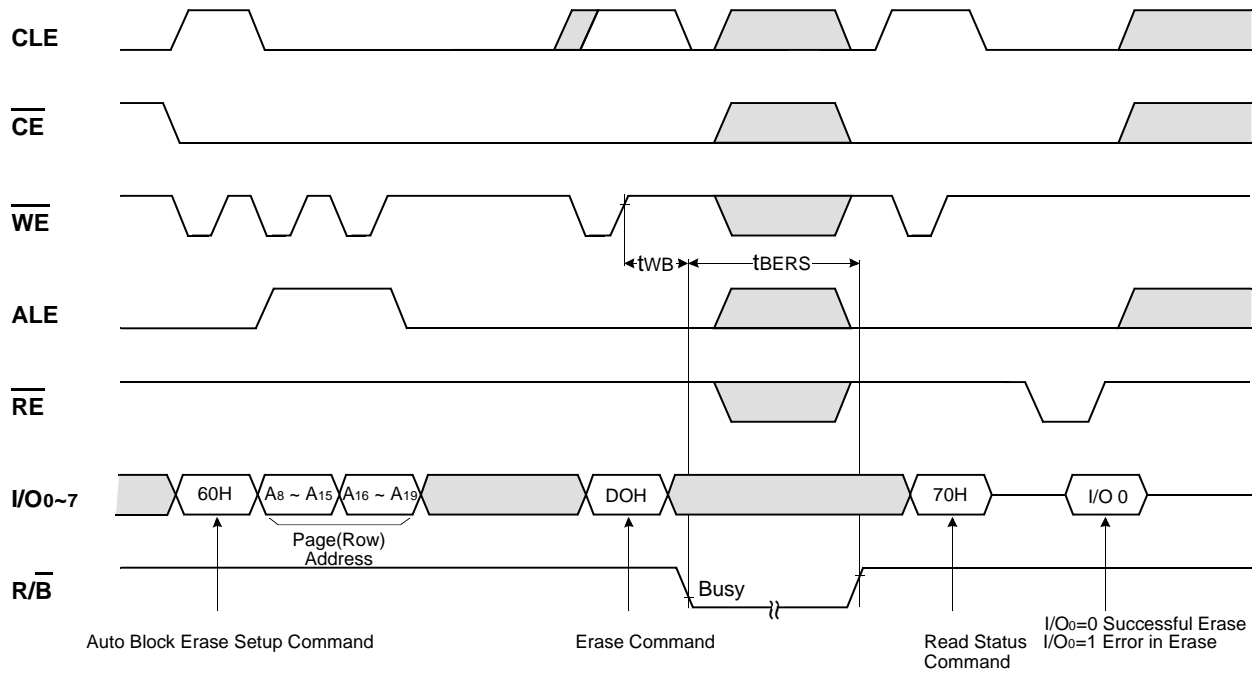 CLE
CE
WE
tWB
tBERS
ALE
RE
I/O0~7
60H
A8 ~ A15
A16 ~ A19
DOH
70H
I/O 0
Page(Row)
Address
R/B
Busy
Auto Block Erase Setup Command
Erase Command
Read Status
Command
I/O0=0 Successful Erase
I/O0=1 Error in Erase